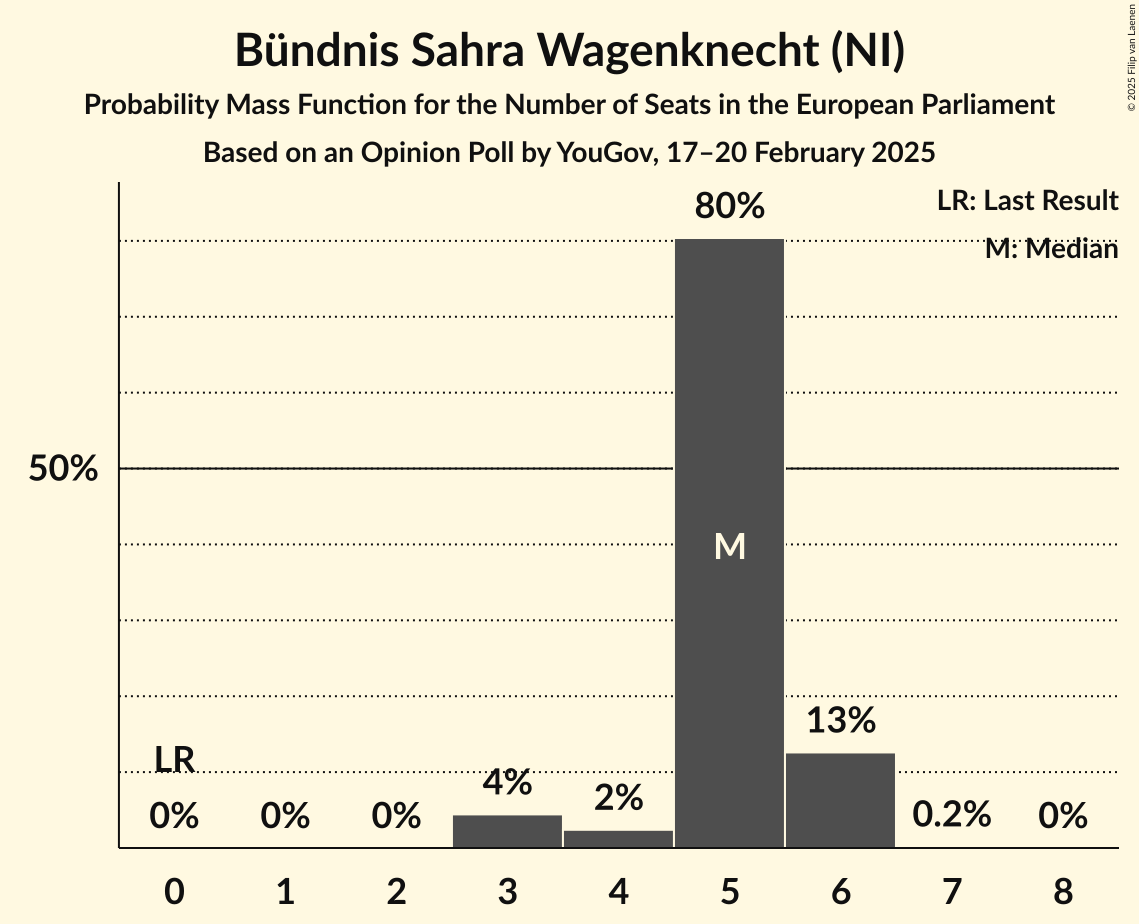 Bündnis Sahra Wagenknecht (NI)
Probability Mass Function for the Number of Seats in the European Parliament
Based on an Opinion Poll by YouGov, 17–20 February 2025
© 2025 Filip van Laenen
LR: Last Result
M: Median
80%
50%
M
13%
LR
4%
2%
0%
0%
0%
0.2%
0%
0 1 2 3 4 5 6 7 8